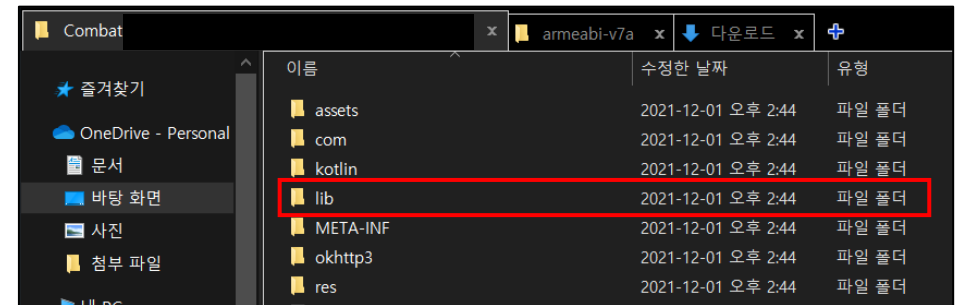 Combat
armeabi-v7a
다운로드
이름 수정한 날짜 유형
즐겨찾기
OneDrive - Personal
문서
바탕 화면
사진
첨부 파일
assets 2021-12-01 오후 2:44 파일 폴더
com 2021-12-01 오후 2:44 파일 폴더
kotlin 2021-12-01 오후 2:44 파일 폴더
lib 2021-12-01 오후 2:44 파일 폴더
META-INF 2021-12-01 오후 2:44 파일 폴더
okhttp3 2021-12-01 오후 2:44 파일 폴더
res 2021-12-01 오후 2:44 파일 폴더